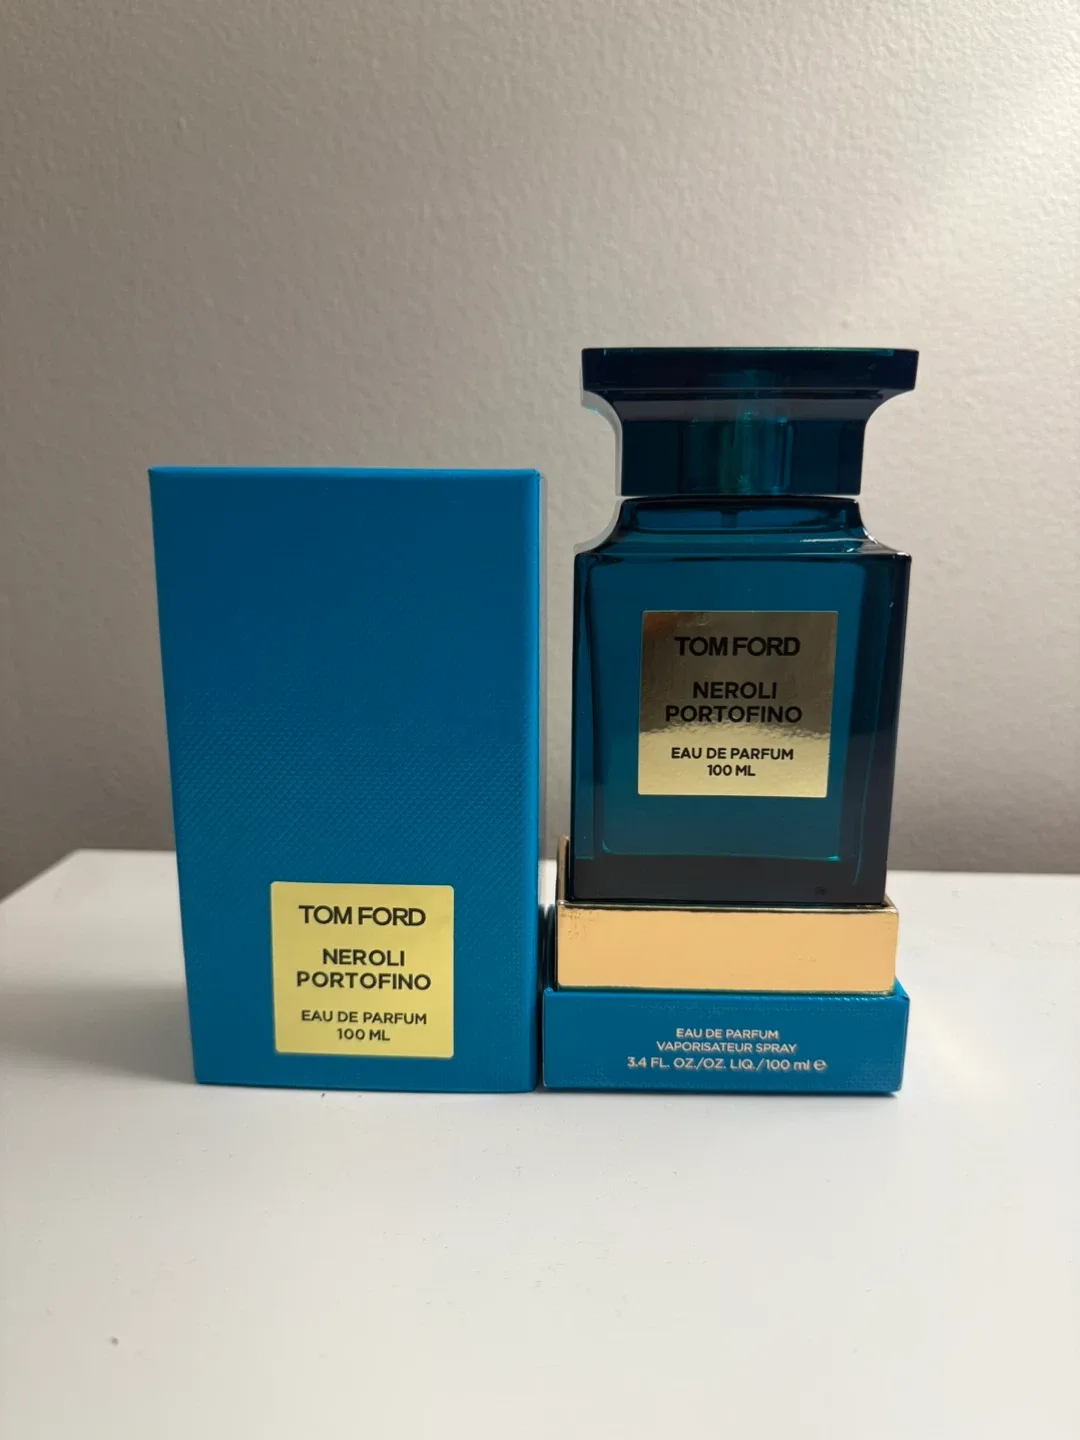 TOM FORD
NEROLI
PORTOFINO
EAU DE PARFUM
100 ML
TOM FORD
NEROLI
PORTOFINO
EAU DE PARFUM
100 ML
EAU DE PARFUM
VAPORISATEUR SPRAY
3.4 FL. OZ./OZ. LIQ./100 ml ℮